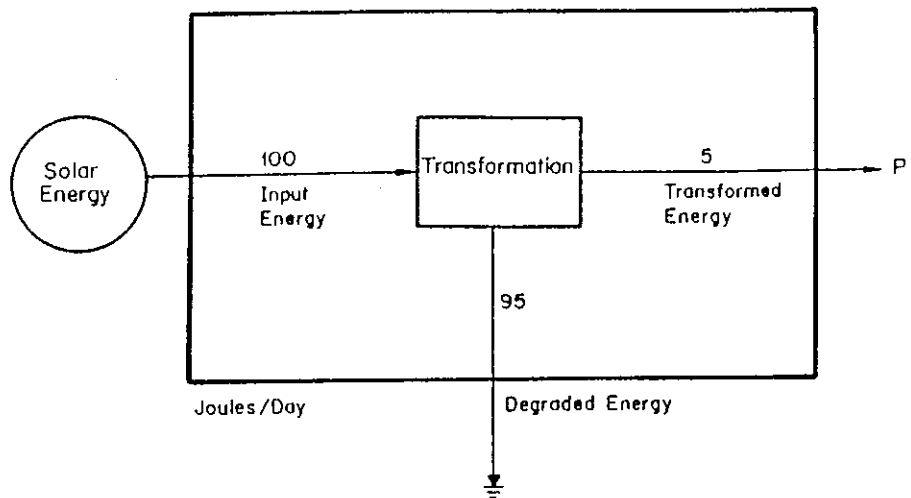 Solar
Energy
100
Input
Energy
Transformation
5
Transformed
Energy
P
95
Joules/Day
Degraded Energy